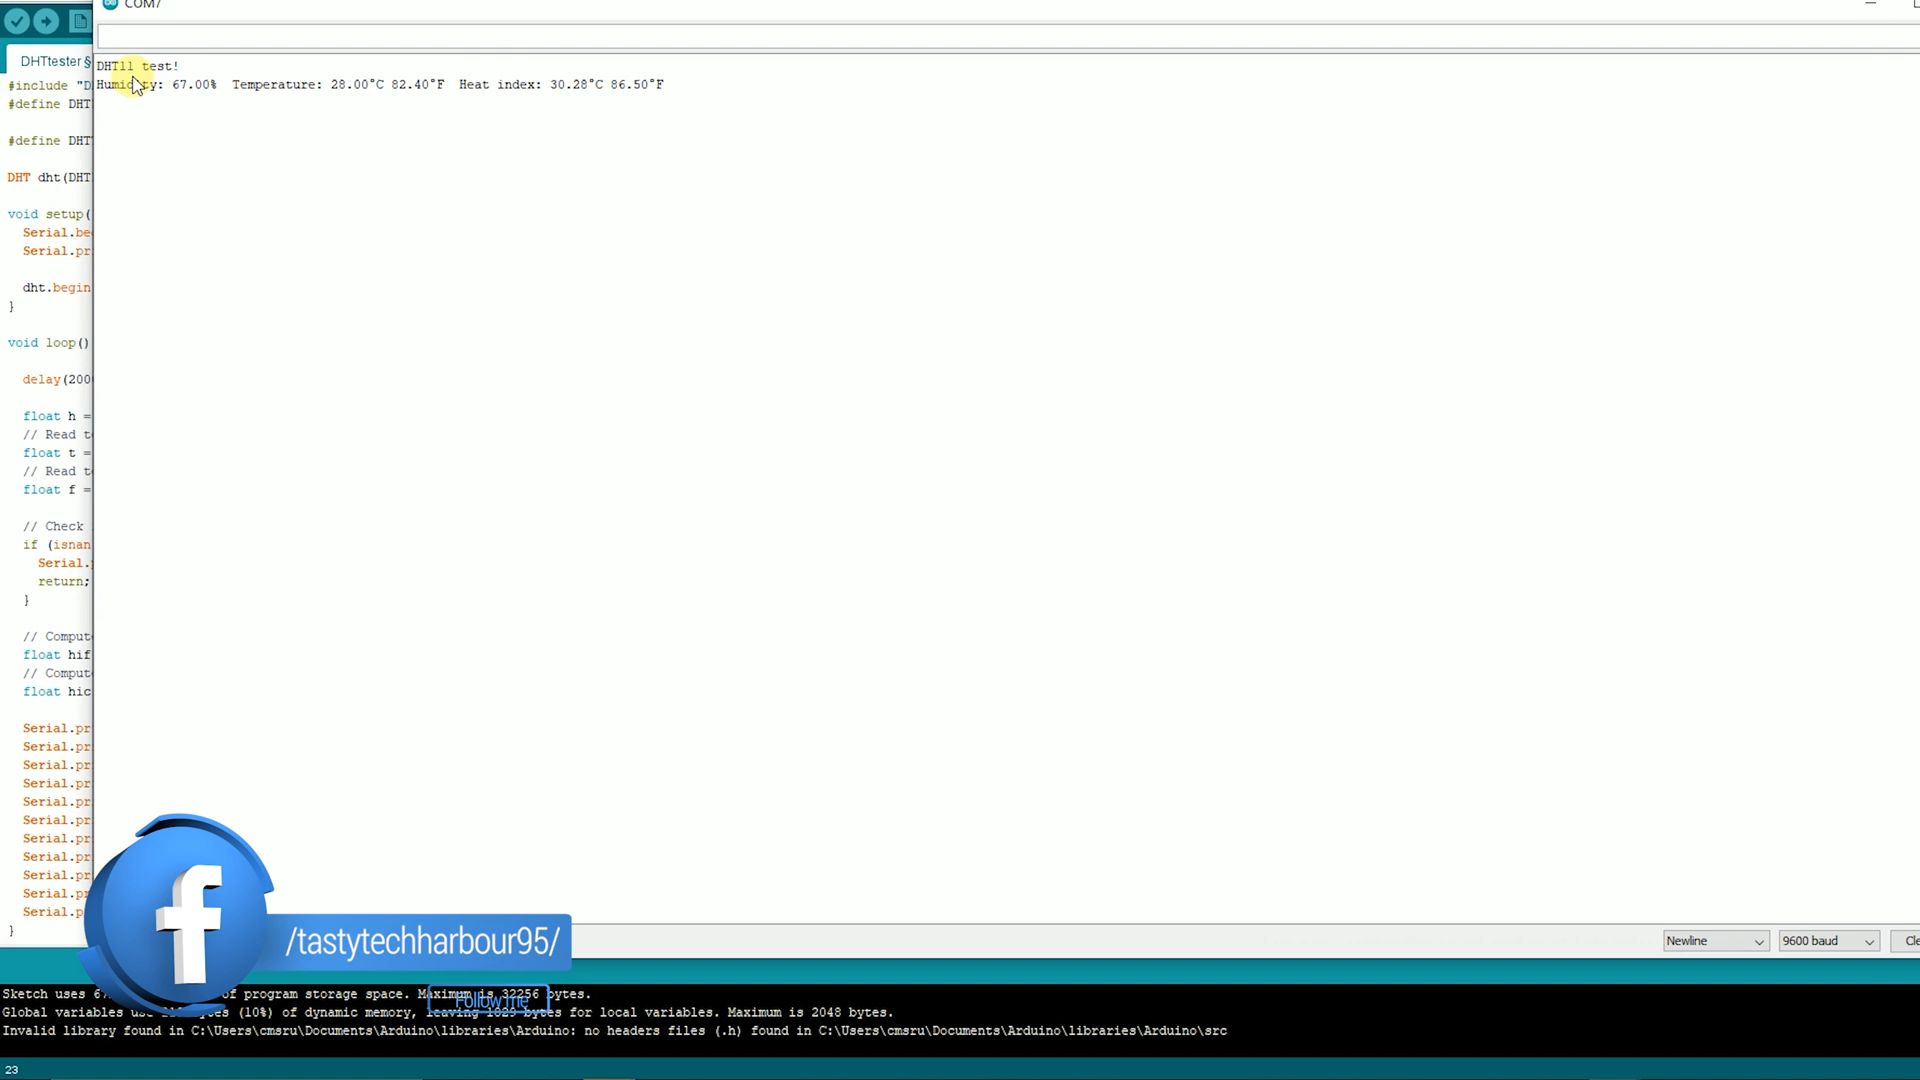 COM7
DHTtester §
DHT11 test!
Humidity: 67.00%  Temperature: 28.00°C 82.40°F  Heat index: 30.28°C 86.50°F
#include "D
#define DHT
#define DHT
DHT dht(DHT
void setup(
Serial.be
Serial.pr
dht.begin
}
void loop()
delay(200
float h =
// Read t
float t =
// Read t
float f =
// Check
if (isnan
Serial.
return;
}
// Comput
float hif
// Comput
float hic
Serial.pr
Serial.pr
Serial.pr
Serial.pr
Serial.pr
Serial.pr
Serial.pr
Serial.pr
Serial.pr
Serial.pr
Serial.p
}
f
/tastytechharbour95/
Follow me
Newline
9600 baud
Cle
Sketch uses of program storage space. Maximum is 32256 bytes.
Global variables use bytes (10%) of dynamic memory, leaving 1829 bytes for local variables. Maximum is 2048 bytes.
Invalid library found in C:\Users\cmsru\Documents\Arduino\libraries\Arduino: no headers files (.h) found in C:\Users\cmsru\Documents\Arduino\libraries\Arduino\src
23